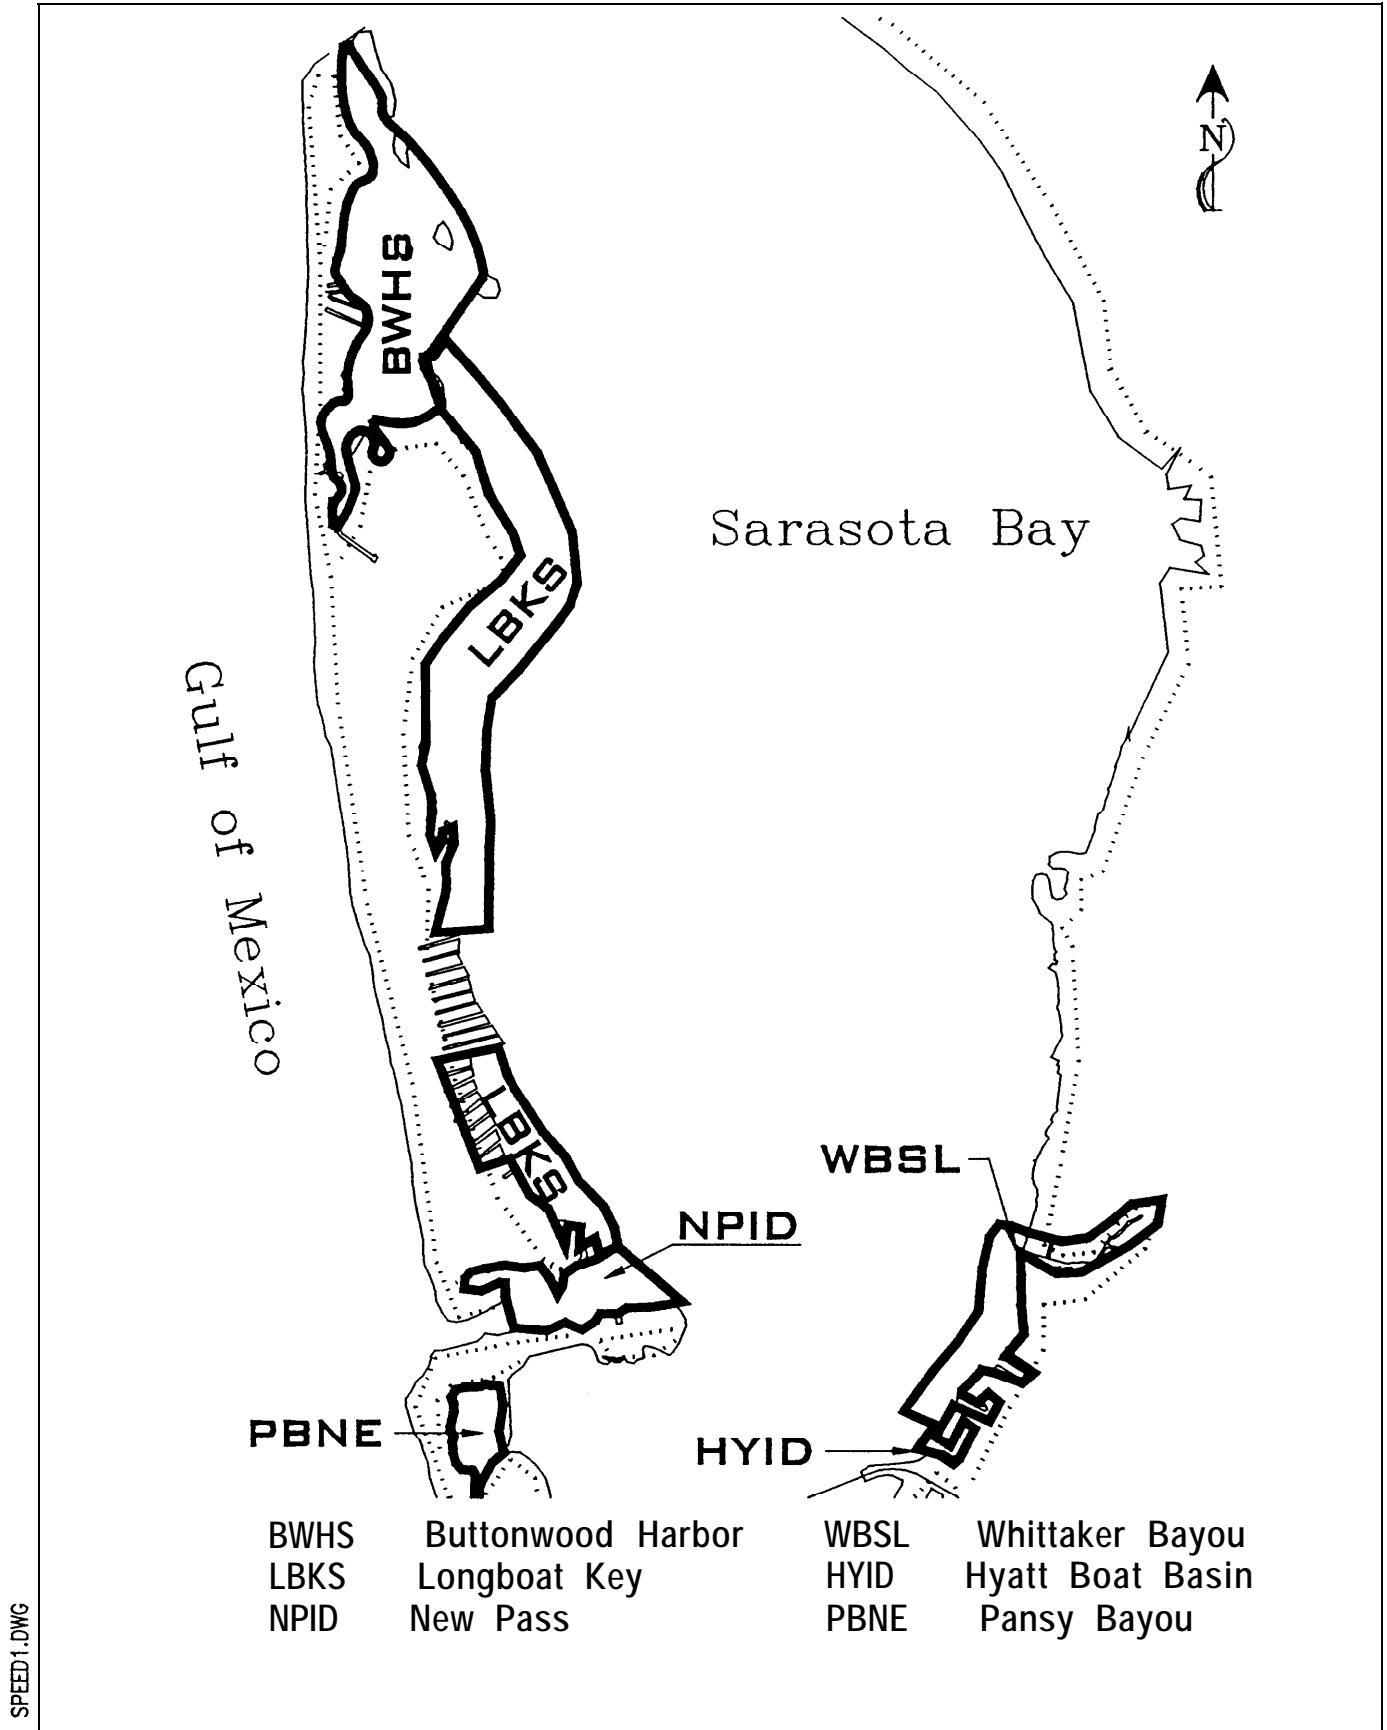 N
BWHS
Sarasota Bay
LBKS
Gulf of Mexico
LBKS
WBSL
NPID
PBNE
HYID
BWHS Buttonwood Harbor
LBKS Longboat Key
NPID New Pass
WBSL Whittaker Bayou
HYID Hyatt Boat Basin
PBNE Pansy Bayou
SPEED1.DWG